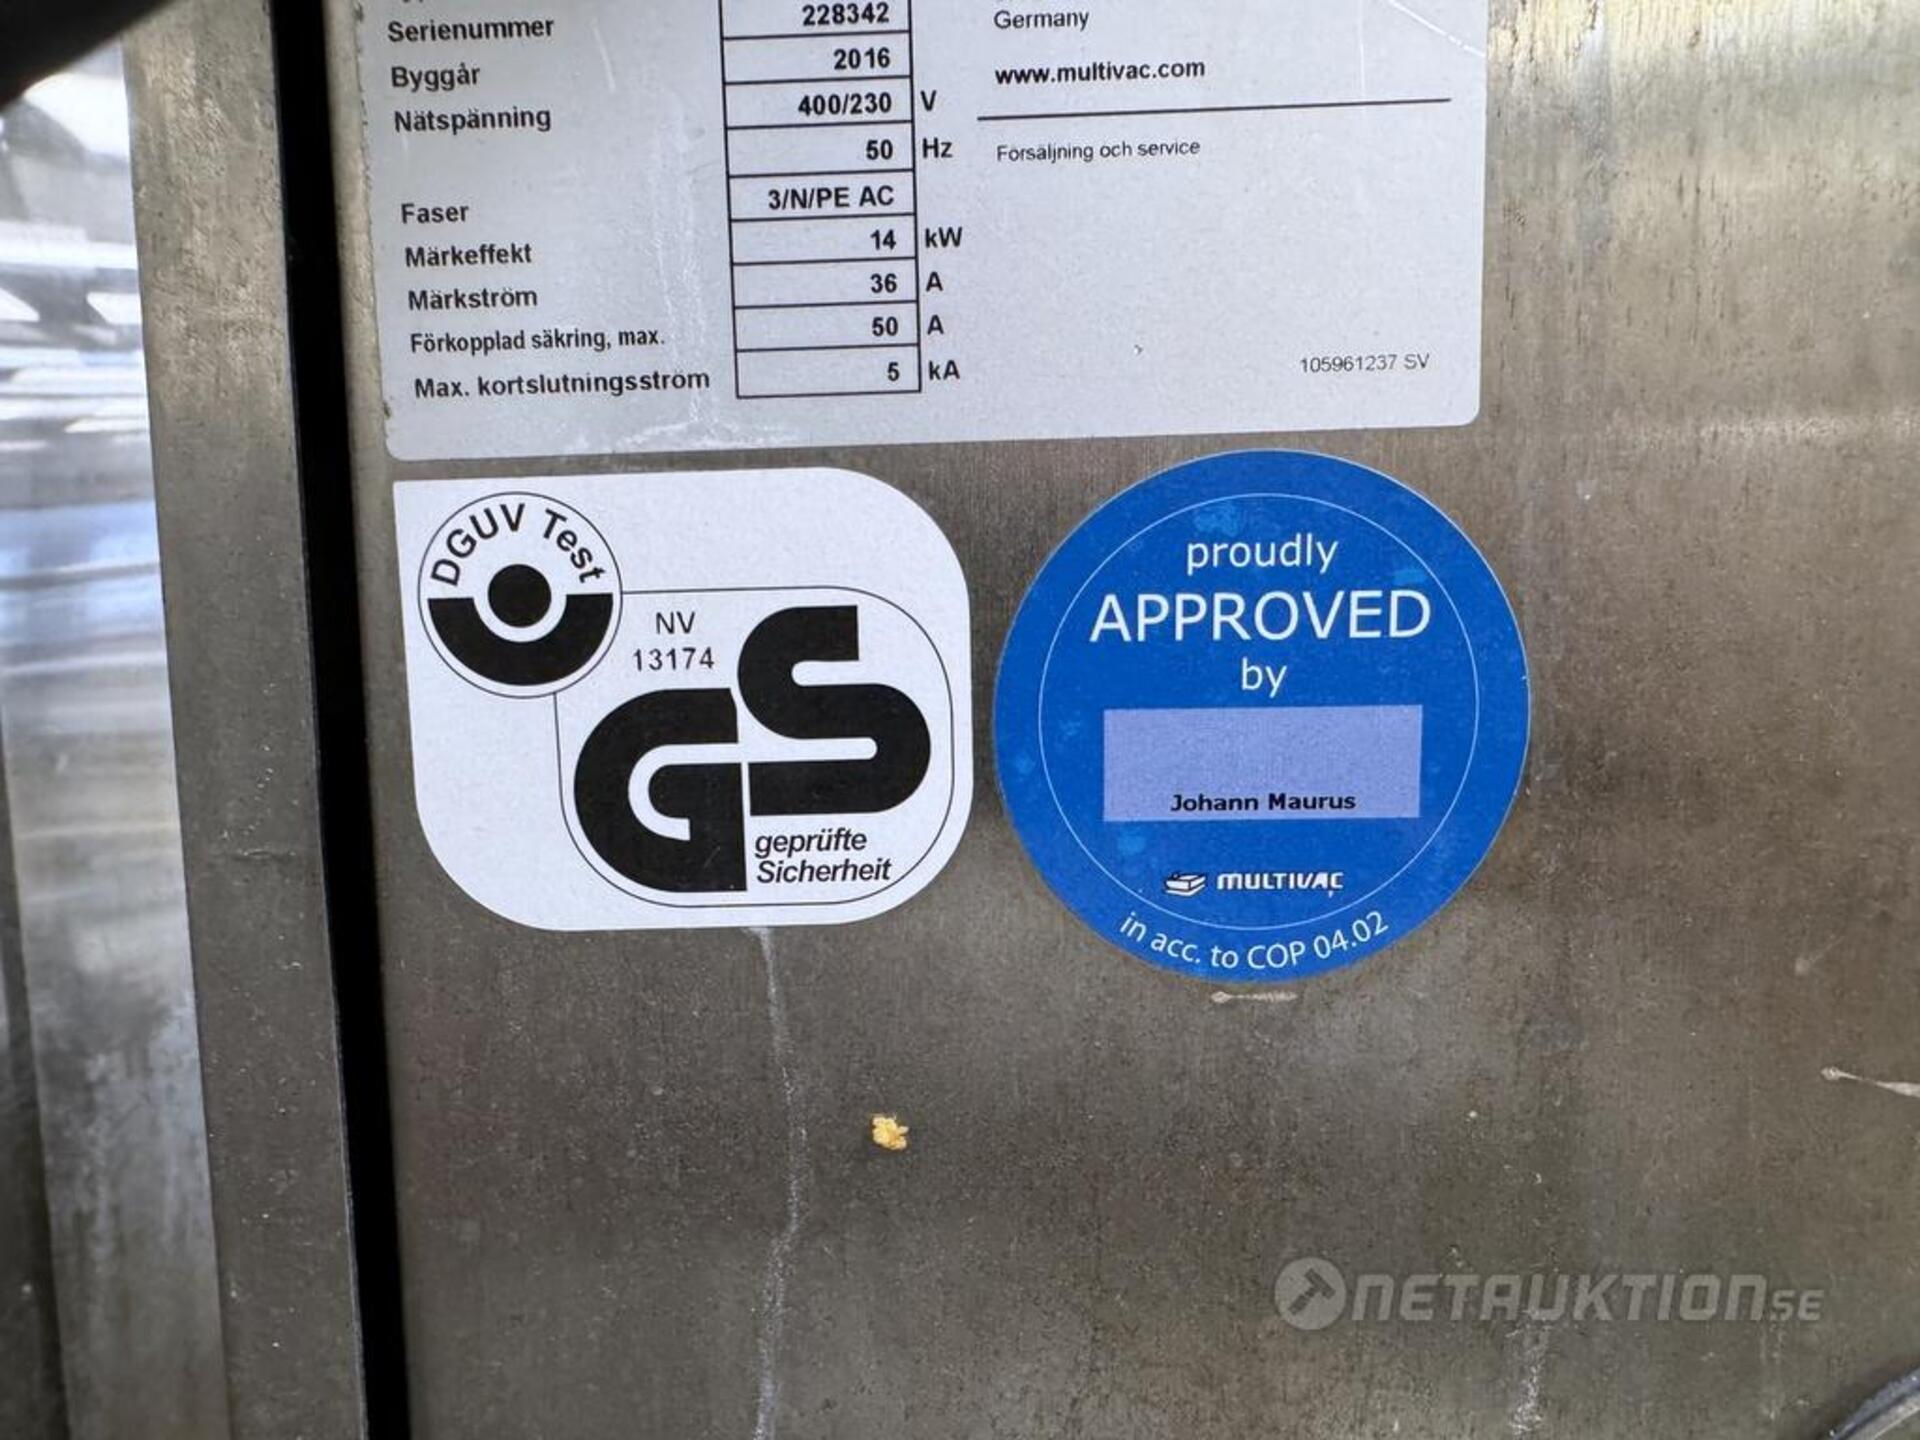 Serienummer 228342
Byggår 2016
Nätspänning 400/230 V
50 Hz
Faser 3/N/PE AC
Märkeffekt 14 kW
Märkström 36 A
Förkopplad säkring, max. 50 A
Max. kortslutningsström 5 kA
Germany
www.multivac.com
Försäljning och service
105961237 SV
DGUV Test
NV
13174
GS
geprüfte
Sicherheit
proudly
APPROVED
by
Johann Maurus
MULTIVAC
in acc. to COP 04.02
NETAUKTION.SE